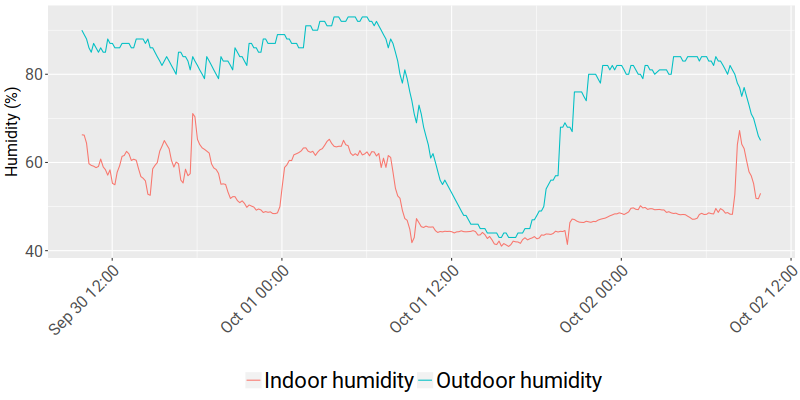 Humidity (%)
80
60
40
Sep 30 12:00
Oct 01 00:00
Oct 01 12:00
Oct 02 00:00
Oct 02 12:00
Indoor humidity
Outdoor humidity